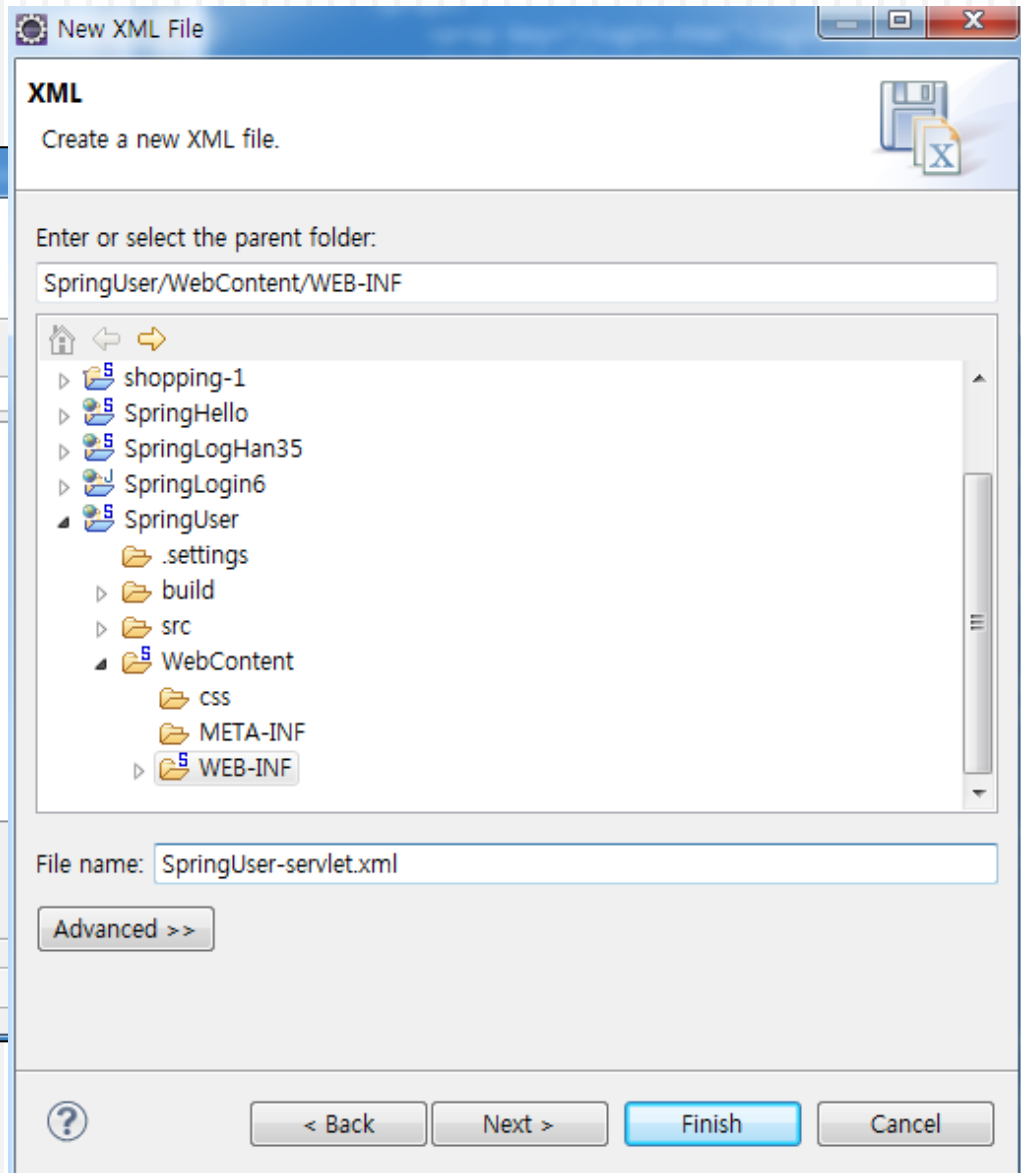 New XML File
XML
Create a new XML file.
Enter or select the parent folder:
SpringUser/WebContent/WEB-INF
shopping-1
SpringHello
SpringLogHan35
SpringLogin6
SpringUser
.settings
build
src
WebContent
css
META-INF
WEB-INF
File name: SpringUser-servlet.xml
Advanced >>
< Back Next > Finish Cancel